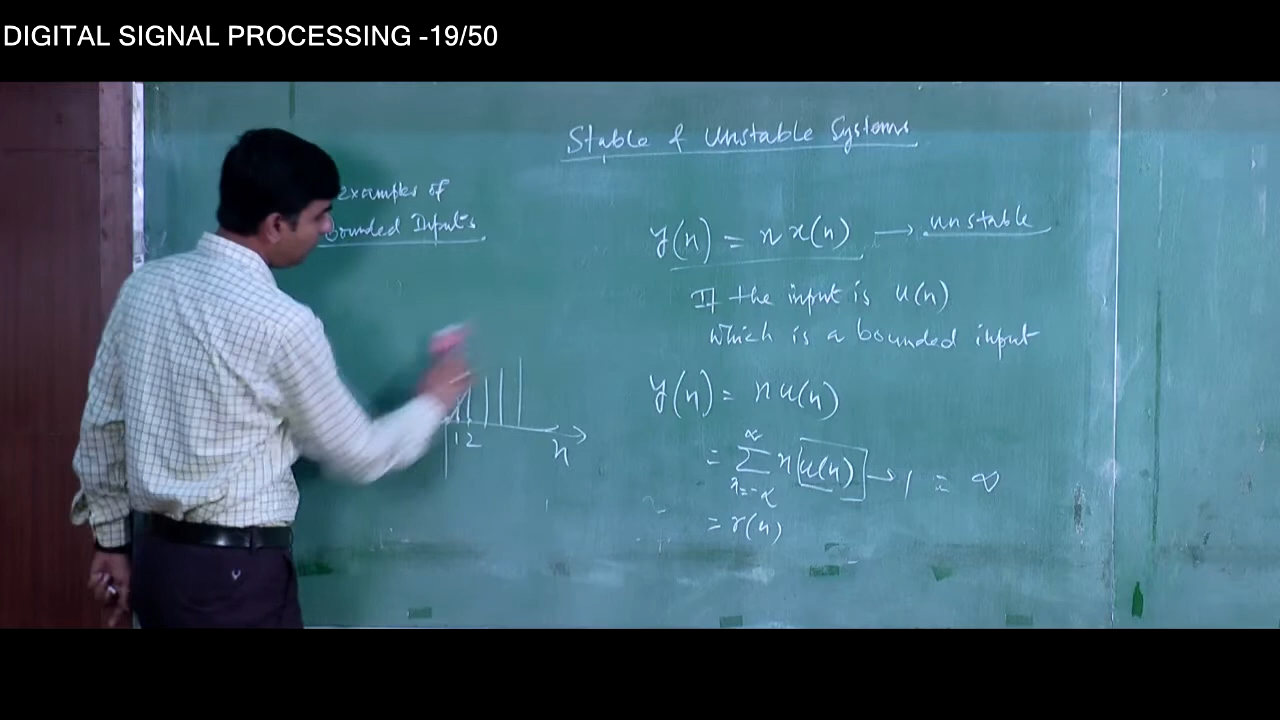 DIGITAL SIGNAL PROCESSING -19/50
Stable & Unstable Systems
examples of
bounded Inputs
y(n) = n x(n) → unstable
If the input is u(n)
which is a bounded input
y(n) = n u(n)
= ∑ n u(n) → 1 = ∞
n=-∞
= r(n)
1 2
n